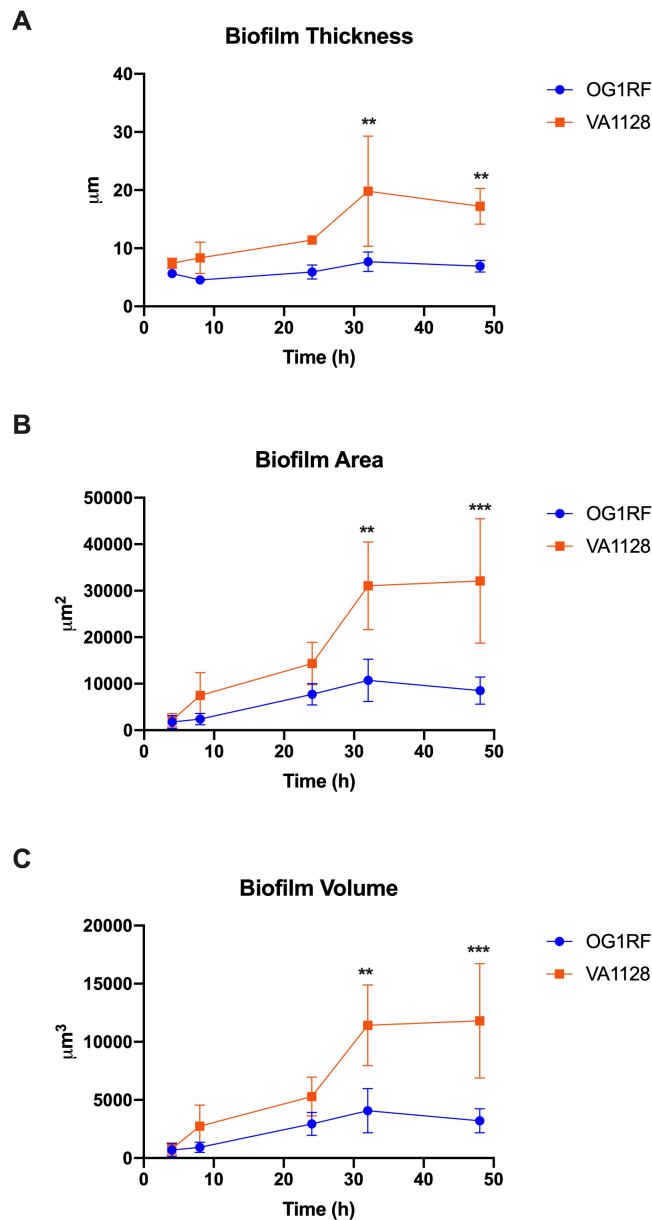 A
Biofilm Thickness
40
30
20
10
0
μm
**
**
0 10 20 30 40 50
Time (h)
OG1RF
VA1128
B
Biofilm Area
50000
40000
30000
20000
10000
0
μm²
**
***
0 10 20 30 40 50
Time (h)
OG1RF
VA1128
C
Biofilm Volume
20000
15000
10000
5000
0
μm³
**
***
0 10 20 30 40 50
Time (h)
OG1RF
VA1128